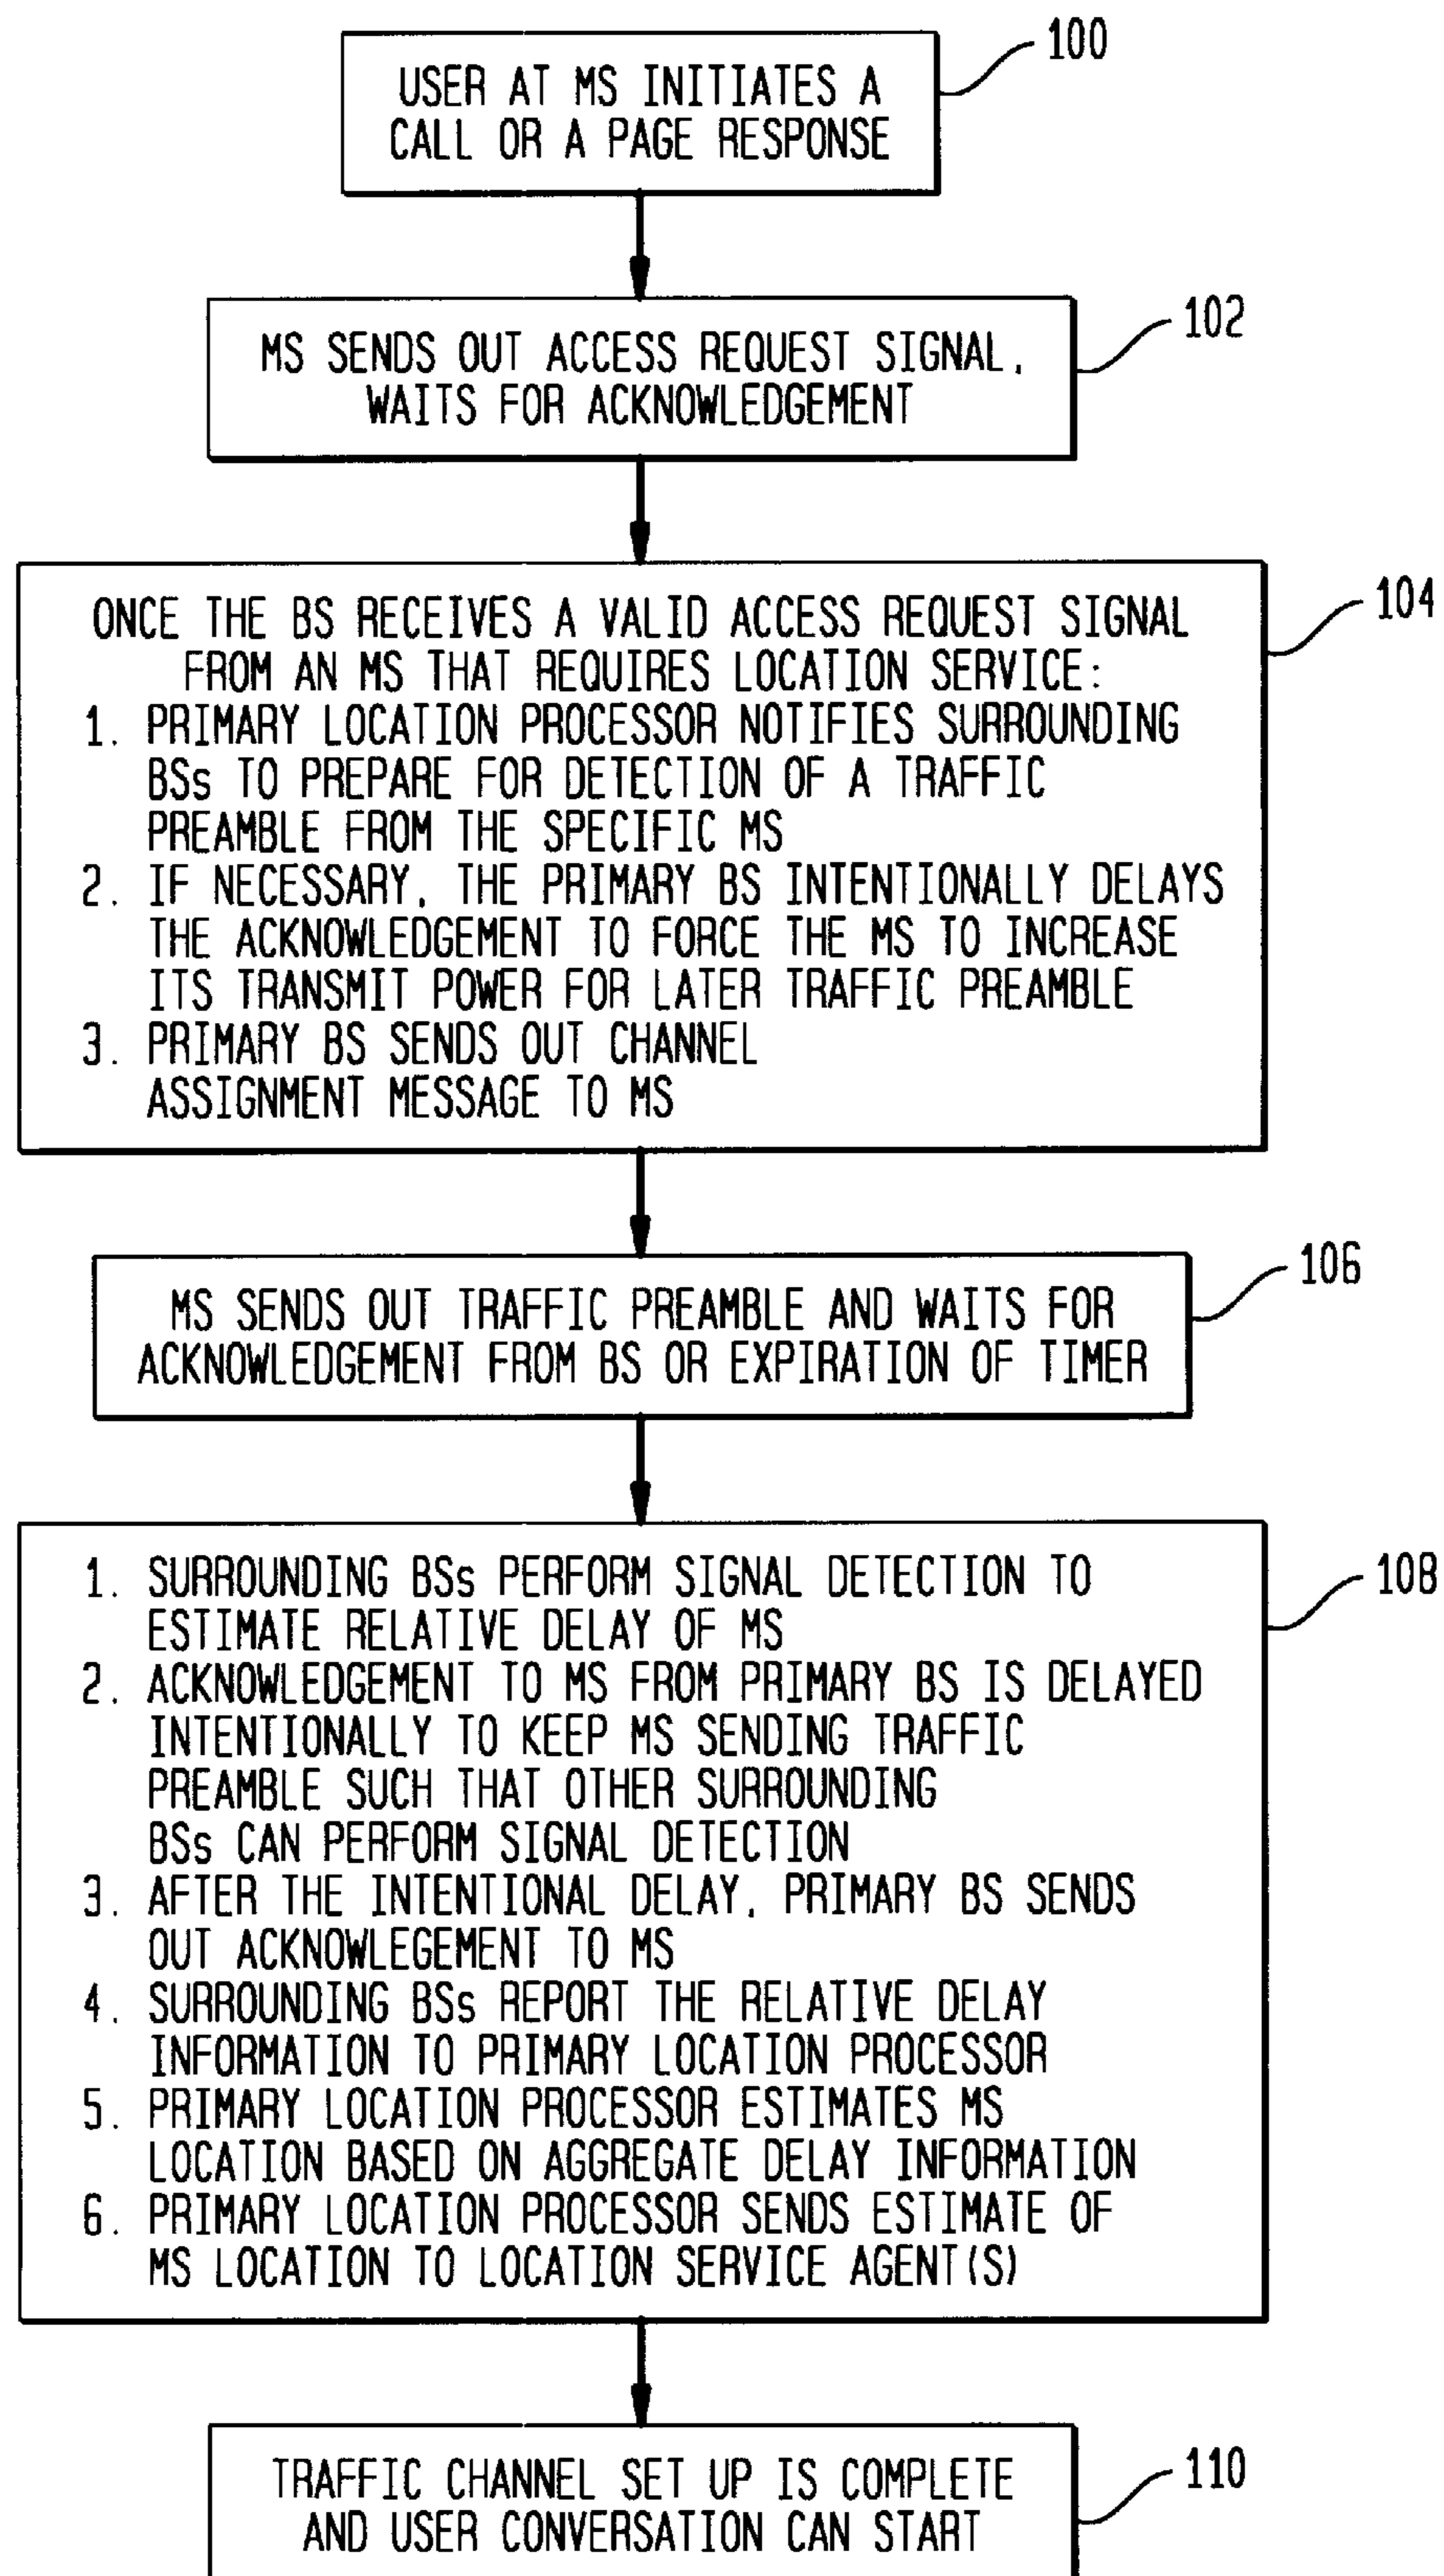 100
USER AT MS INITIATES A
CALL OR A PAGE RESPONSE
102
MS SENDS OUT ACCESS REQUEST SIGNAL,
WAITS FOR ACKNOWLEDGEMENT
104
ONCE THE BS RECEIVES A VALID ACCESS REQUEST SIGNAL
FROM AN MS THAT REQUIRES LOCATION SERVICE:
1. PRIMARY LOCATION PROCESSOR NOTIFIES SURROUNDING
BSs TO PREPARE FOR DETECTION OF A TRAFFIC
PREAMBLE FROM THE SPECIFIC MS
2. IF NECESSARY, THE PRIMARY BS INTENTIONALLY DELAYS
THE ACKNOWLEDGEMENT TO FORCE THE MS TO INCREASE
ITS TRANSMIT POWER FOR LATER TRAFFIC PREAMBLE
3. PRIMARY BS SENDS OUT CHANNEL
ASSIGNMENT MESSAGE TO MS
106
MS SENDS OUT TRAFFIC PREAMBLE AND WAITS FOR
ACKNOWLEDGEMENT FROM BS OR EXPIRATION OF TIMER
108
1. SURROUNDING BSs PERFORM SIGNAL DETECTION TO
ESTIMATE RELATIVE DELAY OF MS
2. ACKNOWLEDGEMENT TO MS FROM PRIMARY BS IS DELAYED
INTENTIONALLY TO KEEP MS SENDING TRAFFIC
PREAMBLE SUCH THAT OTHER SURROUNDING
BSs CAN PERFORM SIGNAL DETECTION
3. AFTER THE INTENTIONAL DELAY, PRIMARY BS SENDS
OUT ACKNOWLEGEMENT TO MS
4. SURROUNDING BSs REPORT THE RELATIVE DELAY
INFORMATION TO PRIMARY LOCATION PROCESSOR
5. PRIMARY LOCATION PROCESSOR ESTIMATES MS
LOCATION BASED ON AGGREGATE DELAY INFORMATION
6. PRIMARY LOCATION PROCESSOR SENDS ESTIMATE OF
MS LOCATION TO LOCATION SERVICE AGENT(S)
110
TRAFFIC CHANNEL SET UP IS COMPLETE
AND USER CONVERSATION CAN START